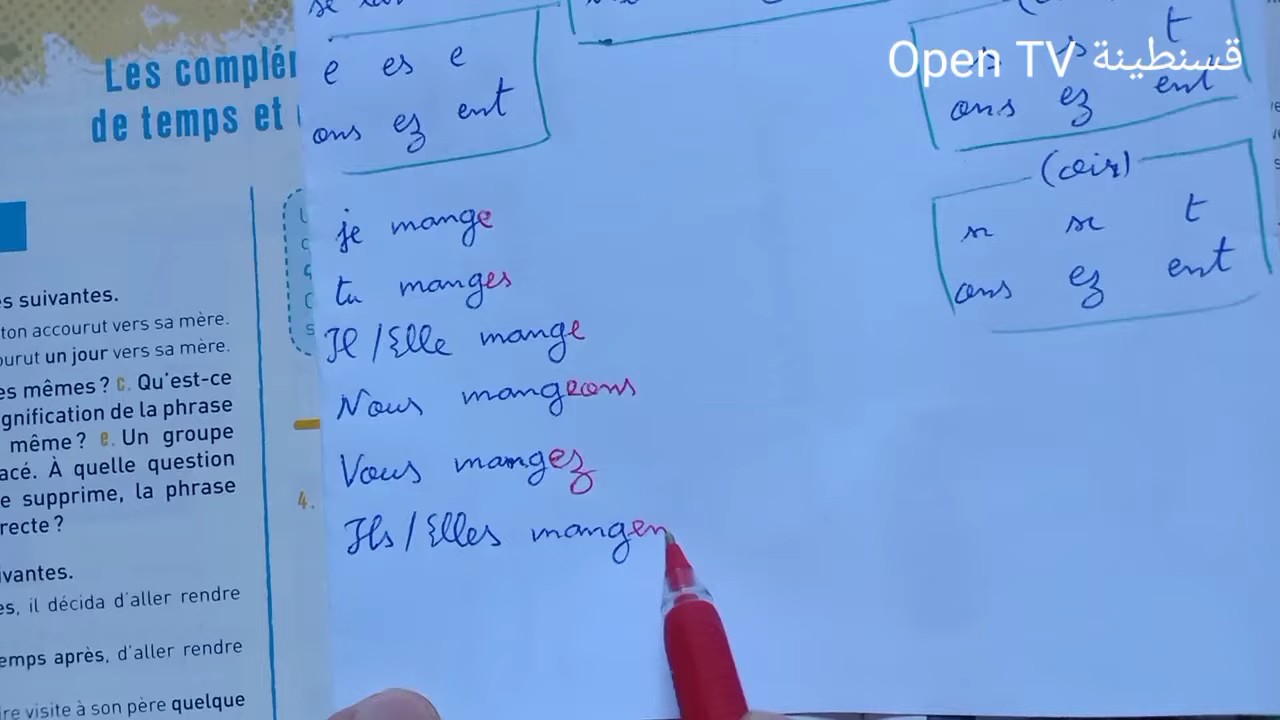 Les complé
de temps et
es suivantes.
ton accourut vers sa mère.
ourut un jour vers sa mère.
es mêmes ? c. Qu'est-ce
gnification de la phrase
même ? e. Un groupe
acé. À quelle question
e supprime, la phrase
recte ?
ivantes.
es, il décida d'aller rendre
emps après, d'aller rendre
ire visite à son père quelque
4.
e es e
ons ez ent
je mange
tu manges
Il / Elle mange
Nous mangeons
Vous mangez
Ils / Elles mangen
Open TV قسنطينة
s s t
ons ez ent
(oir)
x x t
ons ez ent